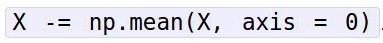 X -= np.mean(X, axis = 0).